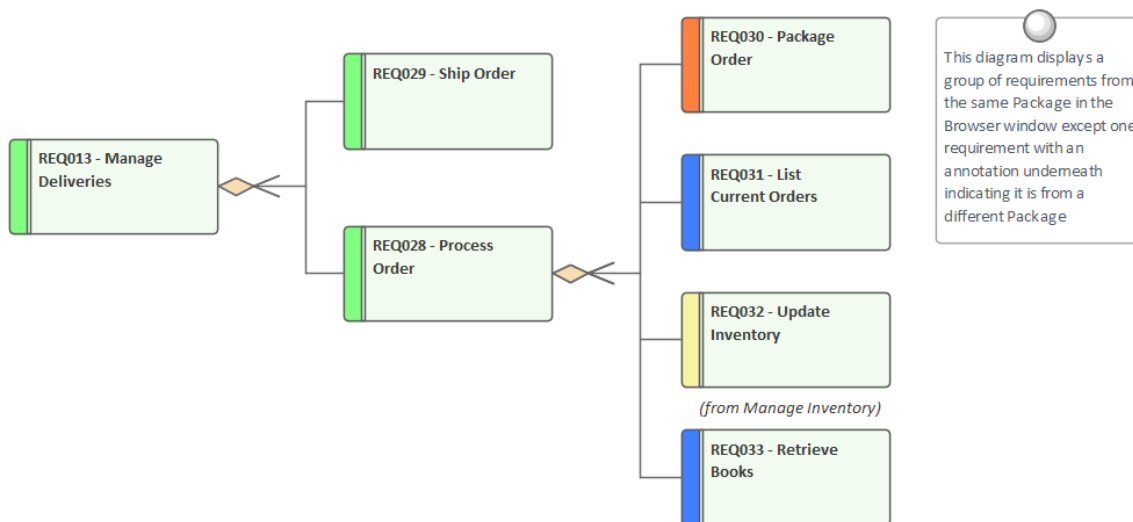 REQ013 - Manage
Deliveries
REQ029 - Ship Order
REQ028 - Process
Order
REQ030 - Package
Order
REQ031 - List
Current Orders
REQ032 - Update
Inventory
(from Manage Inventory)
REQ033 - Retrieve
Books
This diagram displays a
group of requirements from
the same Package in the
Browser window except one
requirement with an
annotation underneath
indicating it is from a
different Package